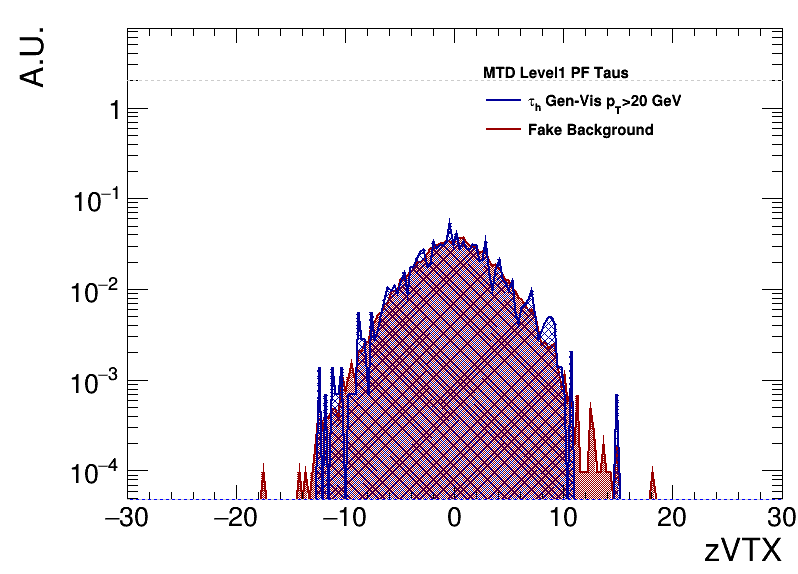 A.U.
MTD Level1 PF Taus
τh Gen-Vis pT>20 GeV
Fake Background
1
10−1
10−2
10−3
10−4
−30 −20 −10 0 10 20 30
zVTX